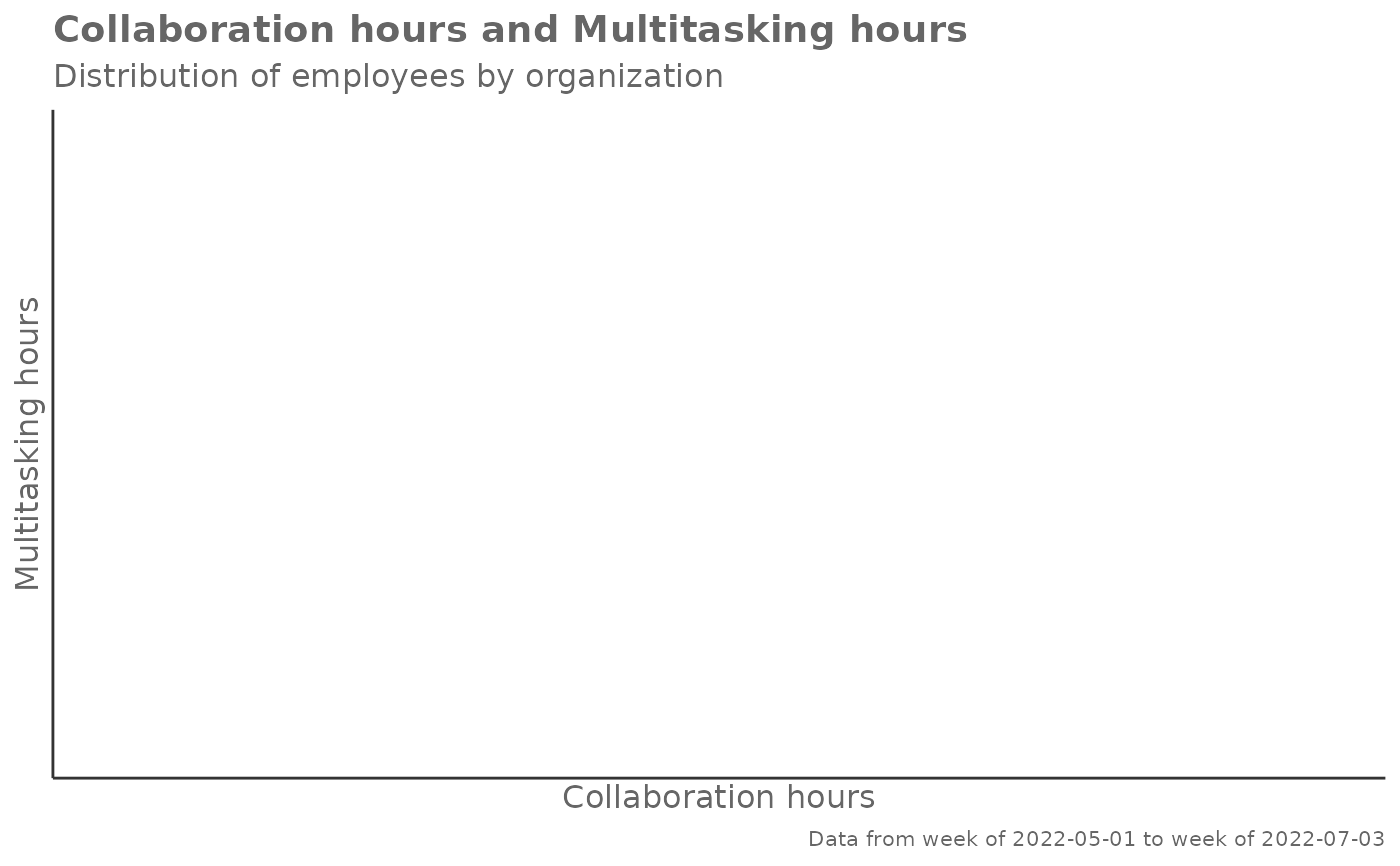 Collaboration hours and Multitasking hours
Distribution of employees by organization
Multitasking hours
Collaboration hours
Data from week of 2022-05-01 to week of 2022-07-03